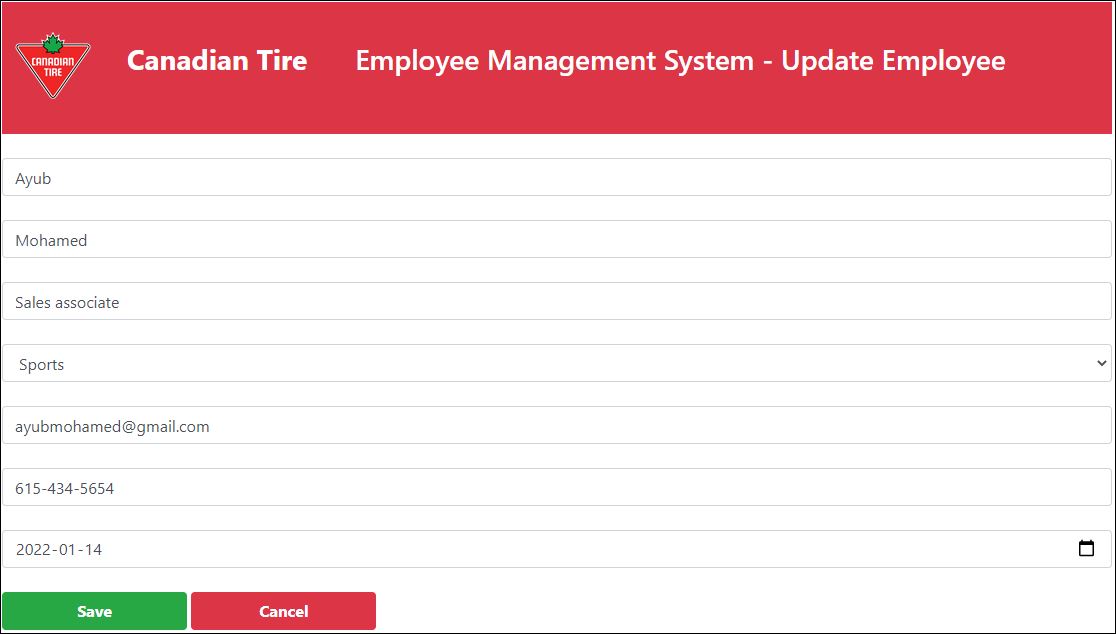 CANADIAN
TIRE
Canadian Tire Employee Management System - Update Employee
Ayub
Mohamed
Sales associate
Sports
ayubmohamed@gmail.com
615-434-5654
2022-01-14
Save Cancel